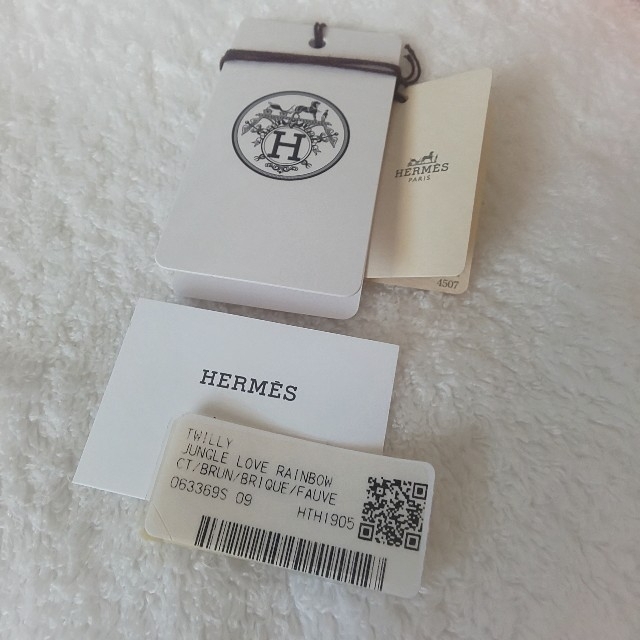 H
HERMÈS
PARIS
4507
HERMÈS
TWILLY
JUNGLE LOVE RAINBOW
CT/BRUN/BRIQUE/FAUVE
063369S 09
HTH1905